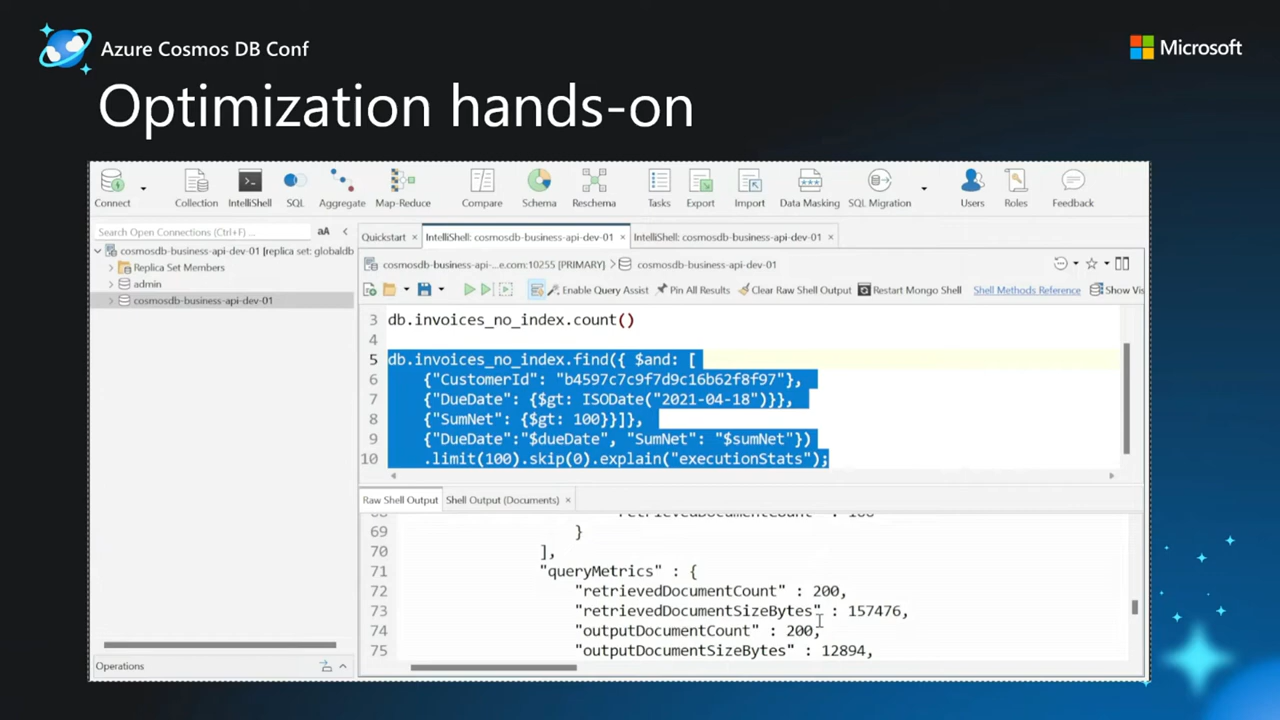 Azure Cosmos DB Conf
Microsoft
Optimization hands-on
Connect
Collection
IntelliShell
SQL
Aggregate
Map-Reduce
Compare
Schema
Reschema
Tasks
Export
Import
Data Masking
SQL Migration
Users
Roles
Feedback
Search Open Connections (Ctrl+F) ...
aA
cosmosdb-business-api-dev-01 [replica set: globaldb
Replica Set Members
admin
cosmosdb-business-api-dev-01
Operations
Quickstart ×
IntelliShell: cosmosdb-business-api-dev-01 ×
IntelliShell: cosmosdb-business-api-dev-01 ×
cosmosdb-business-api-...e.com:10255 [PRIMARY]
cosmosdb-business-api-dev-01
Enable Query Assist
Pin All Results
Clear Raw Shell Output
Restart Mongo Shell
Shell Methods Reference
Show Vis
3 db.invoices_no_index.count()
4
5 db.invoices_no_index.find({ $and: [
6 {"CustomerId": "b4597c7c9f7d9c16b62f8f97"},
7 {"DueDate": {$gt: ISODate("2021-04-18")}},
8 {"SumNet": {$gt: 100}}]},
9 {"DueDate":"$dueDate", "SumNet": "$sumNet"})
10 .limit(100).skip(0).explain("executionStats");
Raw Shell Output
Shell Output (Documents) ×
69 }
70 ],
71 "queryMetrics" : {
72 "retrievedDocumentCount" : 200,
73 "retrievedDocumentSizeBytes" : 157476,
74 "outputDocumentCount" : 200,
75 "outputDocumentSizeBytes" : 12894,